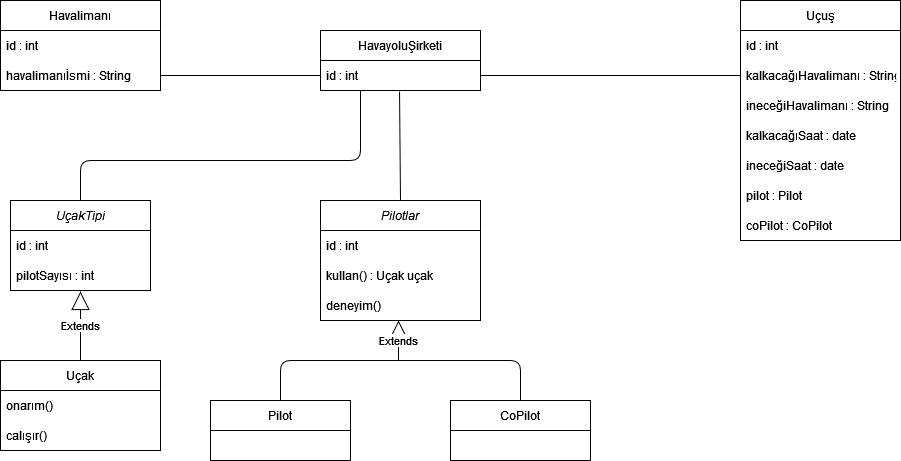 Havalimanı
id : int
havalimanıİsmi : String
HavayoluŞirketi
id : int
Uçuş
id : int
kalkacağıHavalimanı : String
ineceğiHavalimanı : String
kalkacağıSaat : date
ineceğiSaat : date
pilot : Pilot
coPilot : CoPilot
UçakTipi
id : int
pilotSayısı : int
Pilotlar
id : int
kullan() : Uçak uçak
deneyim()
Extends
Extends
Uçak
onarım()
calışır()
Pilot
CoPilot